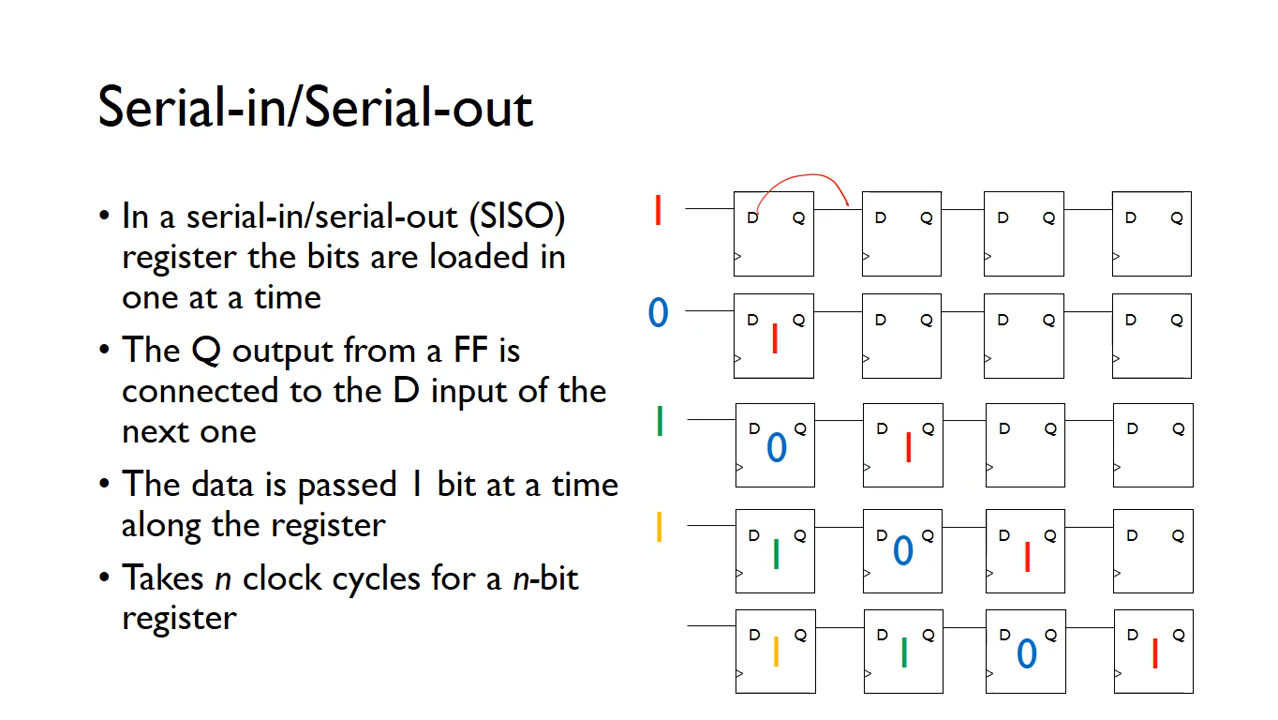 Serial-in/Serial-out
• In a serial-in/serial-out (SISO)
register the bits are loaded in
one at a time
• The Q output from a FF is
connected to the D input of the
next one
• The data is passed 1 bit at a time
along the register
• Takes n clock cycles for a n-bit
register
1 D Q D Q D Q D Q
0 D 1 Q D Q D Q D Q
1 D 0 Q D 1 Q D Q D Q
1 D 1 Q D 0 Q D 1 Q D Q
D 1 Q D 1 Q D 0 Q D 1 Q